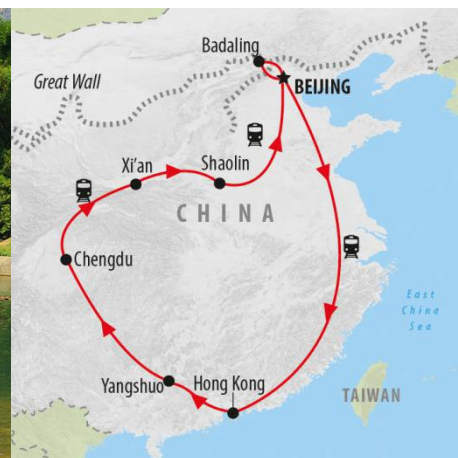 Badaling
Great Wall
BEIJING
Xi'an
Shaolin
CHINA
Chengdu
East
China
Sea
Yangshuo
Hong Kong
TAIWAN